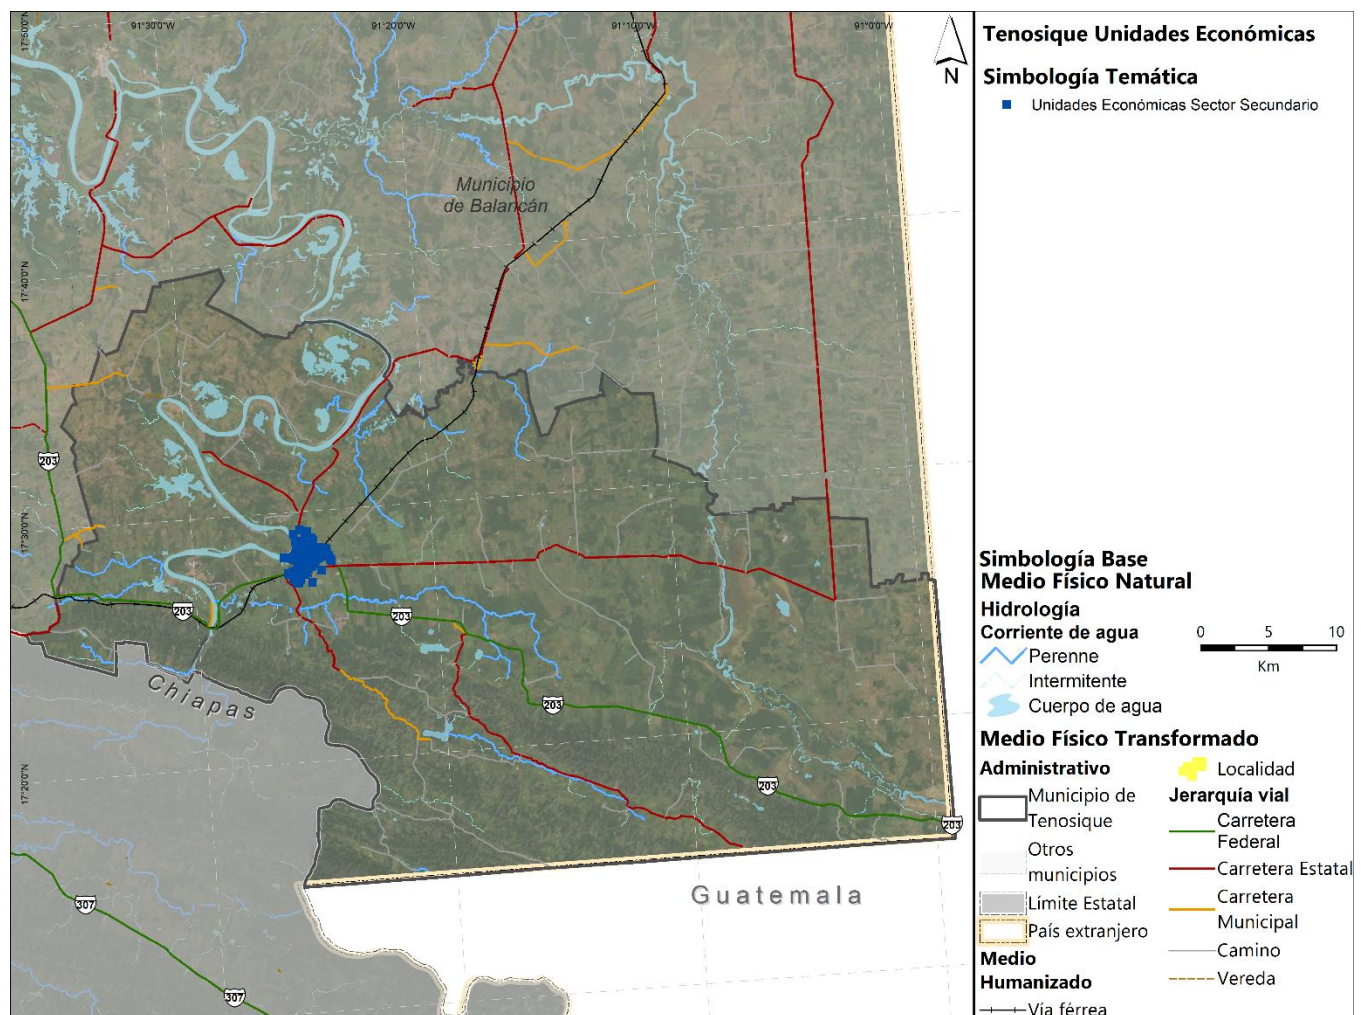 91°30'0"W
91°20'0"W
91°10'0"W
91°0'0"W
17°50'0"N
17°40'0"N
17°30'0"N
17°20'0"N
Municipio
de Balancán
203
203
203
203
203
203
307
307
Chiapas
Guatemala
N
Tenosique Unidades Económicas
Simbología Temática
Unidades Económicas Sector Secundario
Simbología Base
Medio Físico Natural
Hidrología
Corriente de agua
Perenne
Intermitente
Cuerpo de agua
0 5 10
Km
Medio Físico Transformado
Administrativo
Municipio de
Tenosique
Otros
municipios
Límite Estatal
País extranjero
Medio
Humanizado
Vía férrea
Localidad
Jerarquía vial
Carretera
Federal
Carretera Estatal
Carretera
Municipal
Camino
Vereda